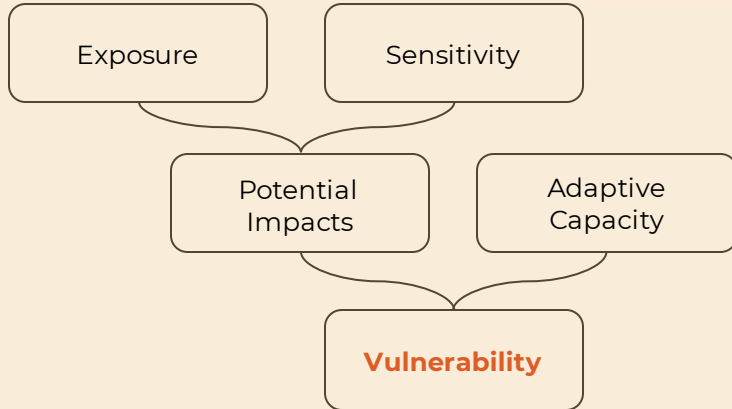 Exposure
Sensitivity
Potential
Impacts
Adaptive
Capacity
Vulnerability